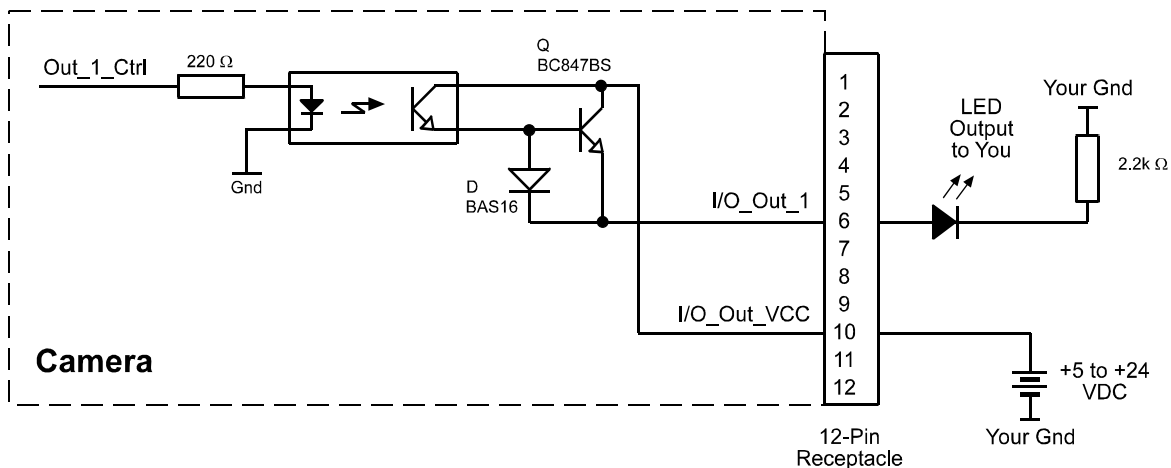 Out_1_Ctrl
220 Ω
Gnd
Q
BC847BS
D
BAS16
I/O_Out_1
I/O_Out_VCC
Camera
1
2
3
4
5
6
7
8
9
10
11
12
12-Pin
Receptacle
LED
Output
to You
Your Gnd
2.2k Ω
+5 to +24
VDC
Your Gnd